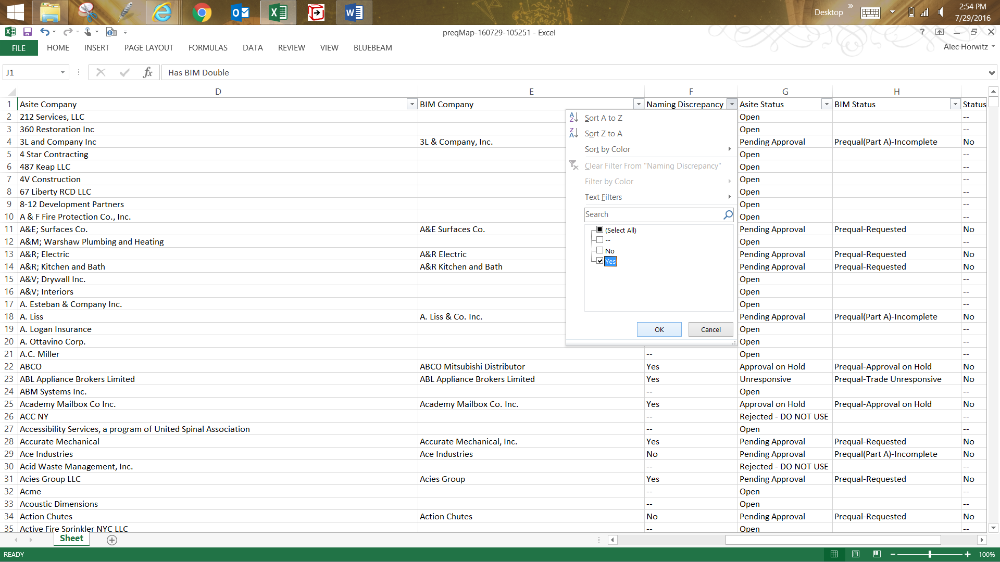 Desktop
2:54 PM
7/29/2016
preqMap-160729-105251 - Excel
FILE HOME INSERT PAGE LAYOUT FORMULAS DATA REVIEW VIEW BLUEBEAM
Alec Horwitz
J1 fx Has BIM Double
D E F G H
1 Asite Company BIM Company Naming Discrepancy Asite Status BIM Status Status
2 212 Services, LLC Open --
3 360 Restoration Inc Open --
4 3L and Company Inc 3L & Company, Inc. Pending Approval Prequal(Part A)-Incomplete No
5 4 Star Contracting Open --
6 487 Keap LLC Open --
7 4V Construction Open --
8 67 Liberty RCD LLC Open --
9 8-12 Development Partners Open --
10 A & F Fire Protection Co., Inc. Open --
11 A&E; Surfaces Co. A&E Surfaces Co. Pending Approval Prequal-Requested No
12 A&M; Warshaw Plumbing and Heating Open --
13 A&R; Electric A&R Electric Pending Approval Prequal-Requested No
14 A&R; Kitchen and Bath A&R Kitchen and Bath Pending Approval Prequal-Requested No
15 A&V; Drywall Inc. Open --
16 A&V; Interiors Open --
17 A. Esteban & Company Inc. Open --
18 A. Liss A. Liss & Co. Inc. Pending Approval Prequal(Part A)-Incomplete No
19 A. Logan Insurance Open --
20 A. Ottavino Corp. Open --
21 A.C. Miller -- Open --
22 ABCO ABCO Mitsubishi Distributor Yes Approval on Hold Prequal-Approval on Hold No
23 ABL Appliance Brokers Limited ABL Appliance Brokers Limited Yes Unresponsive Prequal-Trade Unresponsive No
24 ABM Systems Inc. -- Open --
25 Academy Mailbox Co Inc. Academy Mailbox Co. Inc. Yes Approval on Hold Prequal-Approval on Hold No
26 ACC NY -- Rejected - DO NOT USE --
27 Accessibility Services, a program of United Spinal Association -- Open --
28 Accurate Mechanical Accurate Mechanical, Inc. Yes Pending Approval Prequal-Requested No
29 Ace Industries Ace Industries No Pending Approval Prequal(Part A)-Incomplete No
30 Acid Waste Management, Inc. -- Rejected - DO NOT USE --
31 Acies Group LLC Acies Group Yes Pending Approval Prequal-Requested No
32 Acme -- Open --
33 Acoustic Dimensions -- Open --
34 Action Chutes Action Chutes No Pending Approval Prequal-Requested No
35 Active Fire Sprinkler NYC LLC -- Open --
Sort A to Z
Sort Z to A
Sort by Color
Clear Filter From "Naming Discrepancy"
Filter by Color
Text Filters
Search
(Select All)
--
No
Yes
OK Cancel
Sheet
READY 100%